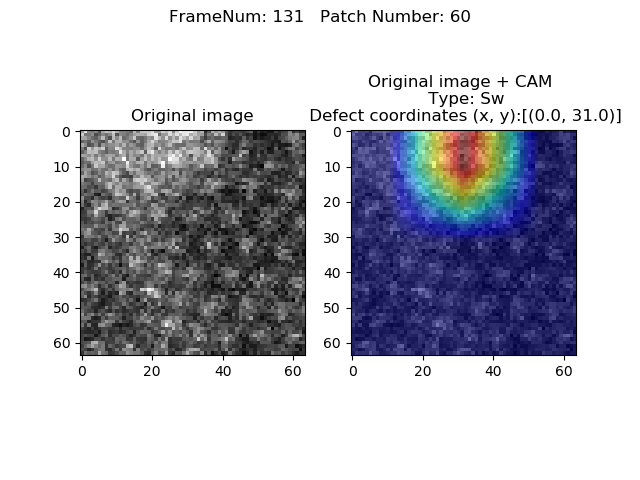 FrameNum: 131   Patch Number: 60
Original image
Original image + CAM
Type: Sw
Defect coordinates (x, y):[(0.0, 31.0)]
0
10
20
30
40
50
60
0 20 40 60
0
10
20
30
40
50
60
0 20 40 60